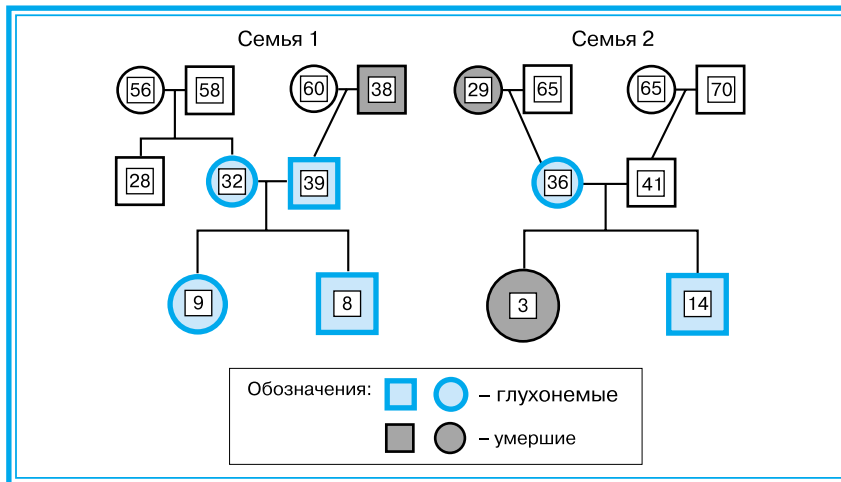 Семья 1 Семья 2
56 58 60 38 29 65 65 70
28 32 39 36 41
9 8 3 14
Обозначения: – глухонемые
– умершие